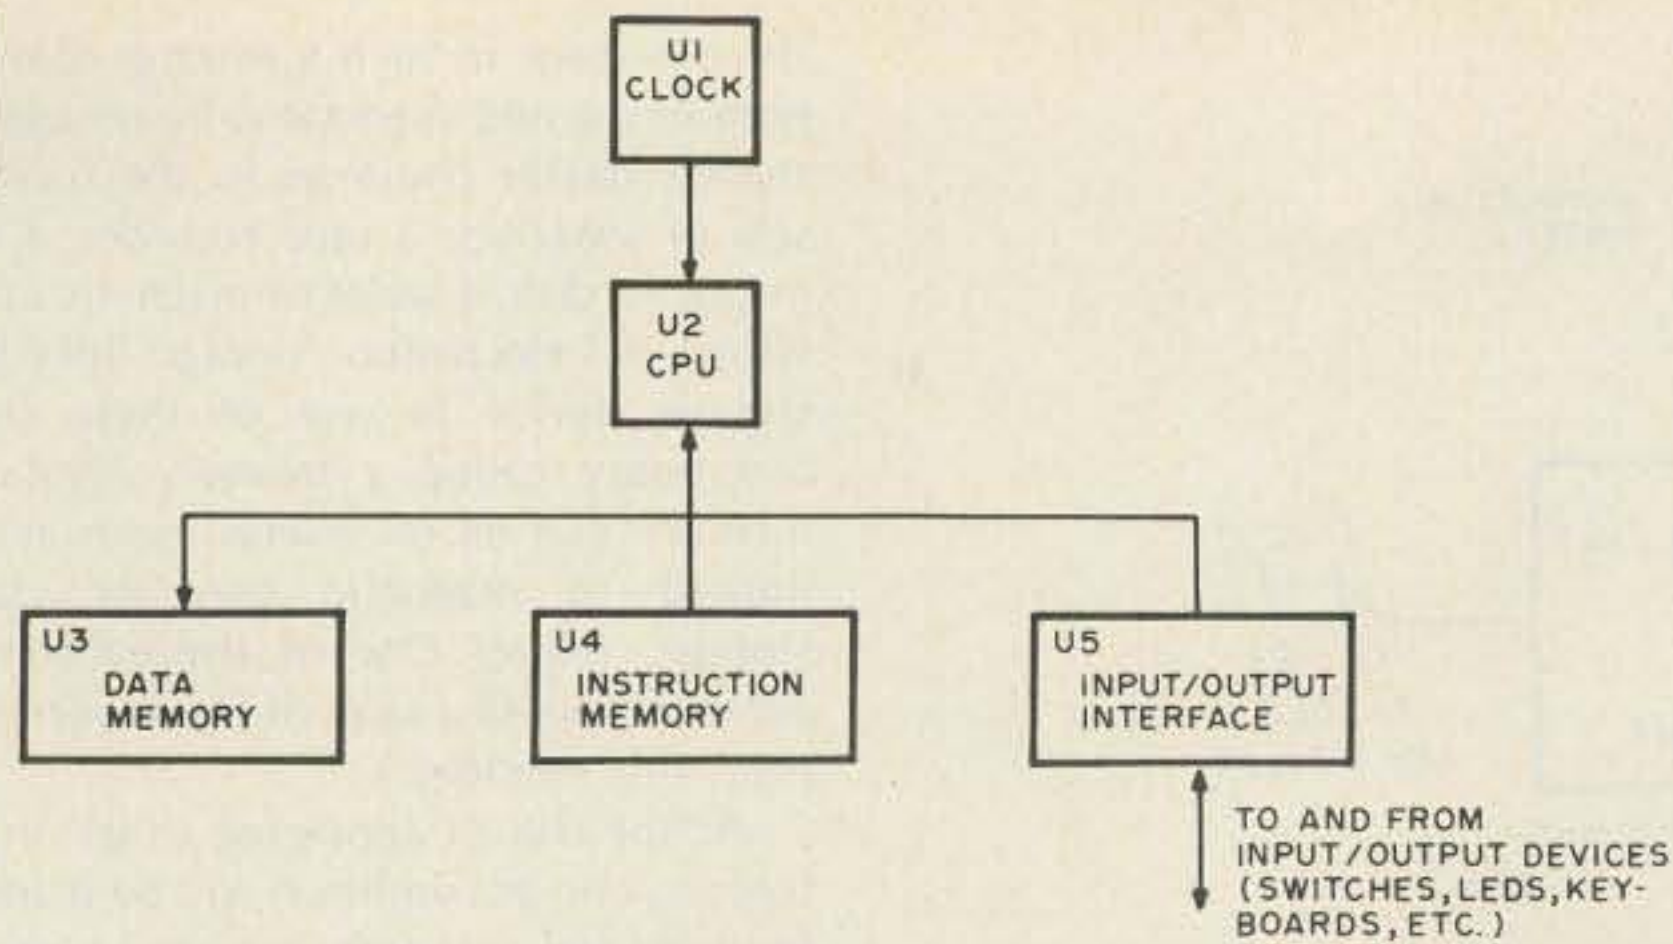 U1
CLOCK
U2
CPU
U3
DATA
MEMORY
U4
INSTRUCTION
MEMORY
U5
INPUT/OUTPUT
INTERFACE
TO AND FROM
INPUT/OUTPUT DEVICES
(SWITCHES, LEDS, KEY-
BOARDS, ETC.)